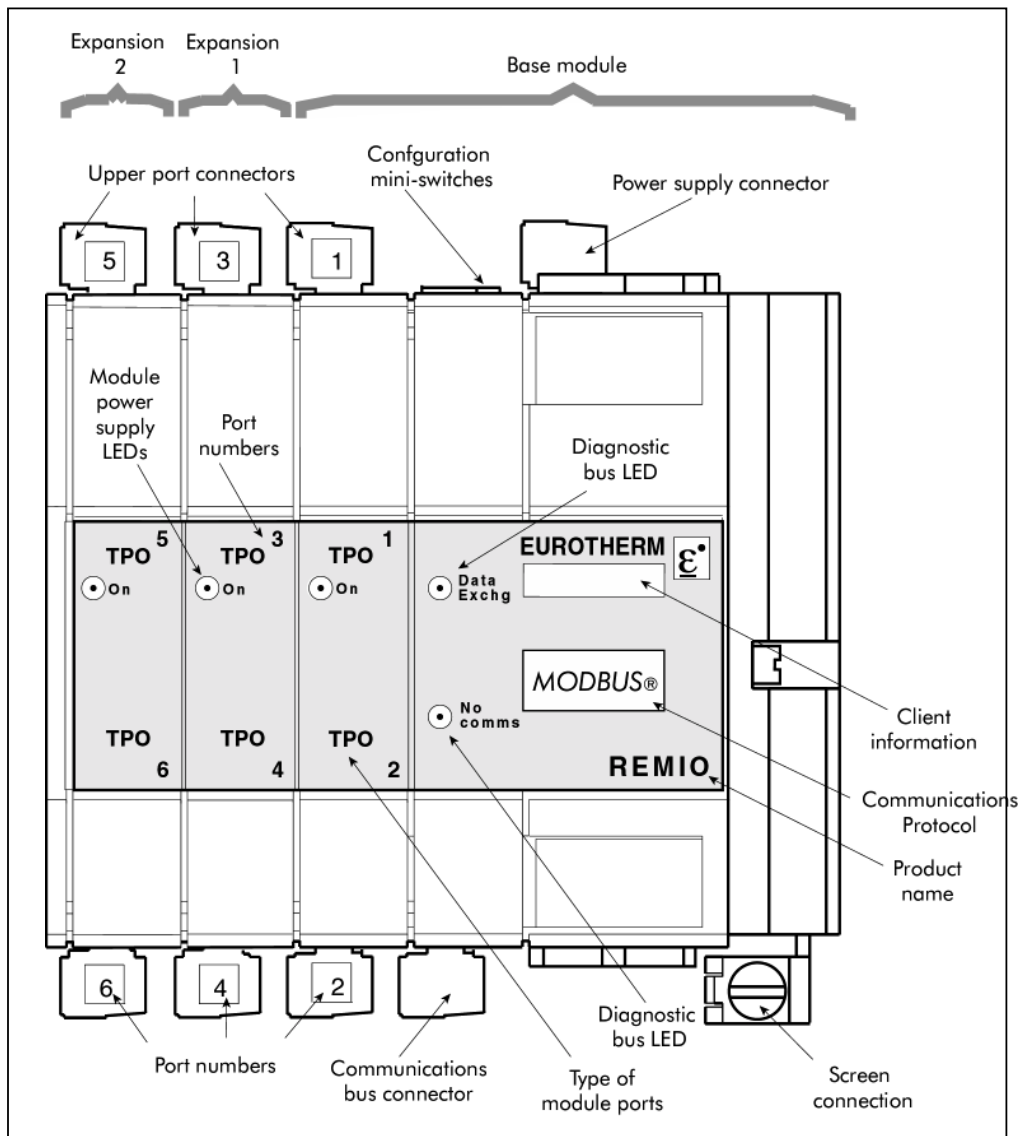 Expansion
2
Expansion
1
Base module
Upper port connectors
Confguration
mini-switches
Power supply connector
5
3
1
Module
power
supply
LEDs
Port
numbers
Diagnostic
bus LED
5
TPO
On
3
TPO
On
1
TPO
On
EUROTHERM
ε
Data
Exchg
MODBUS®
No
comms
TPO
6
TPO
4
TPO
2
REMIO
Client
information
Communications
Protocol
Product
name
6
4
2
Port numbers
Communications
bus connector
Type of
module ports
Diagnostic
bus LED
Screen
connection